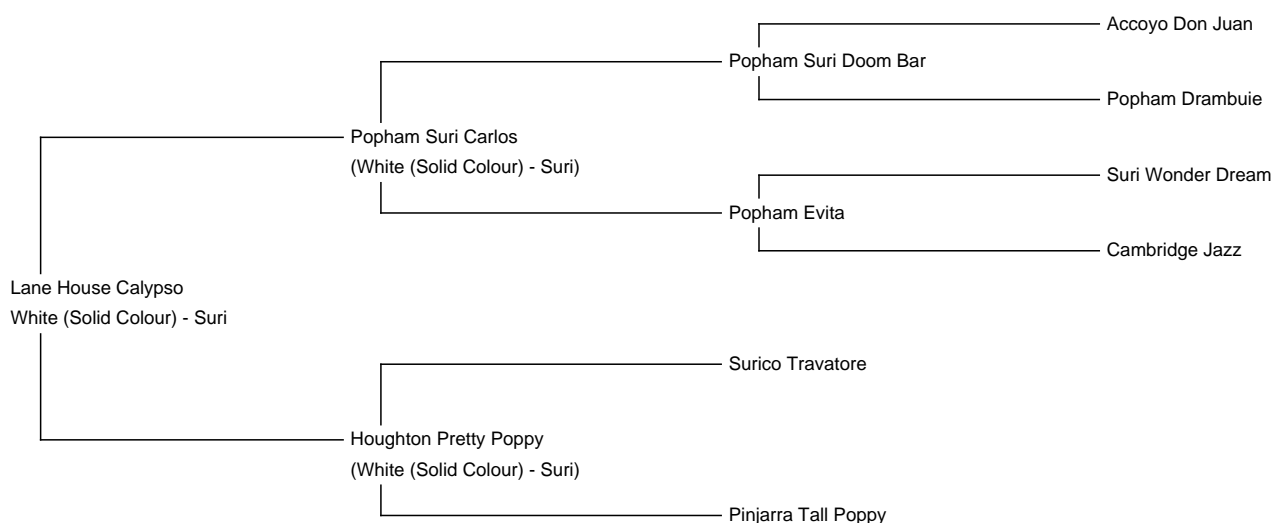 Accoyo Don Juan
Popham Suri Doom Bar
Popham Drambuie
Popham Suri Carlos
(White (Solid Colour) - Suri)
Suri Wonder Dream
Popham Evita
Cambridge Jazz
Lane House Calypso
White (Solid Colour) - Suri
Surico Travatore
Houghton Pretty Poppy
(White (Solid Colour) - Suri)
Pinjarra Tall Poppy